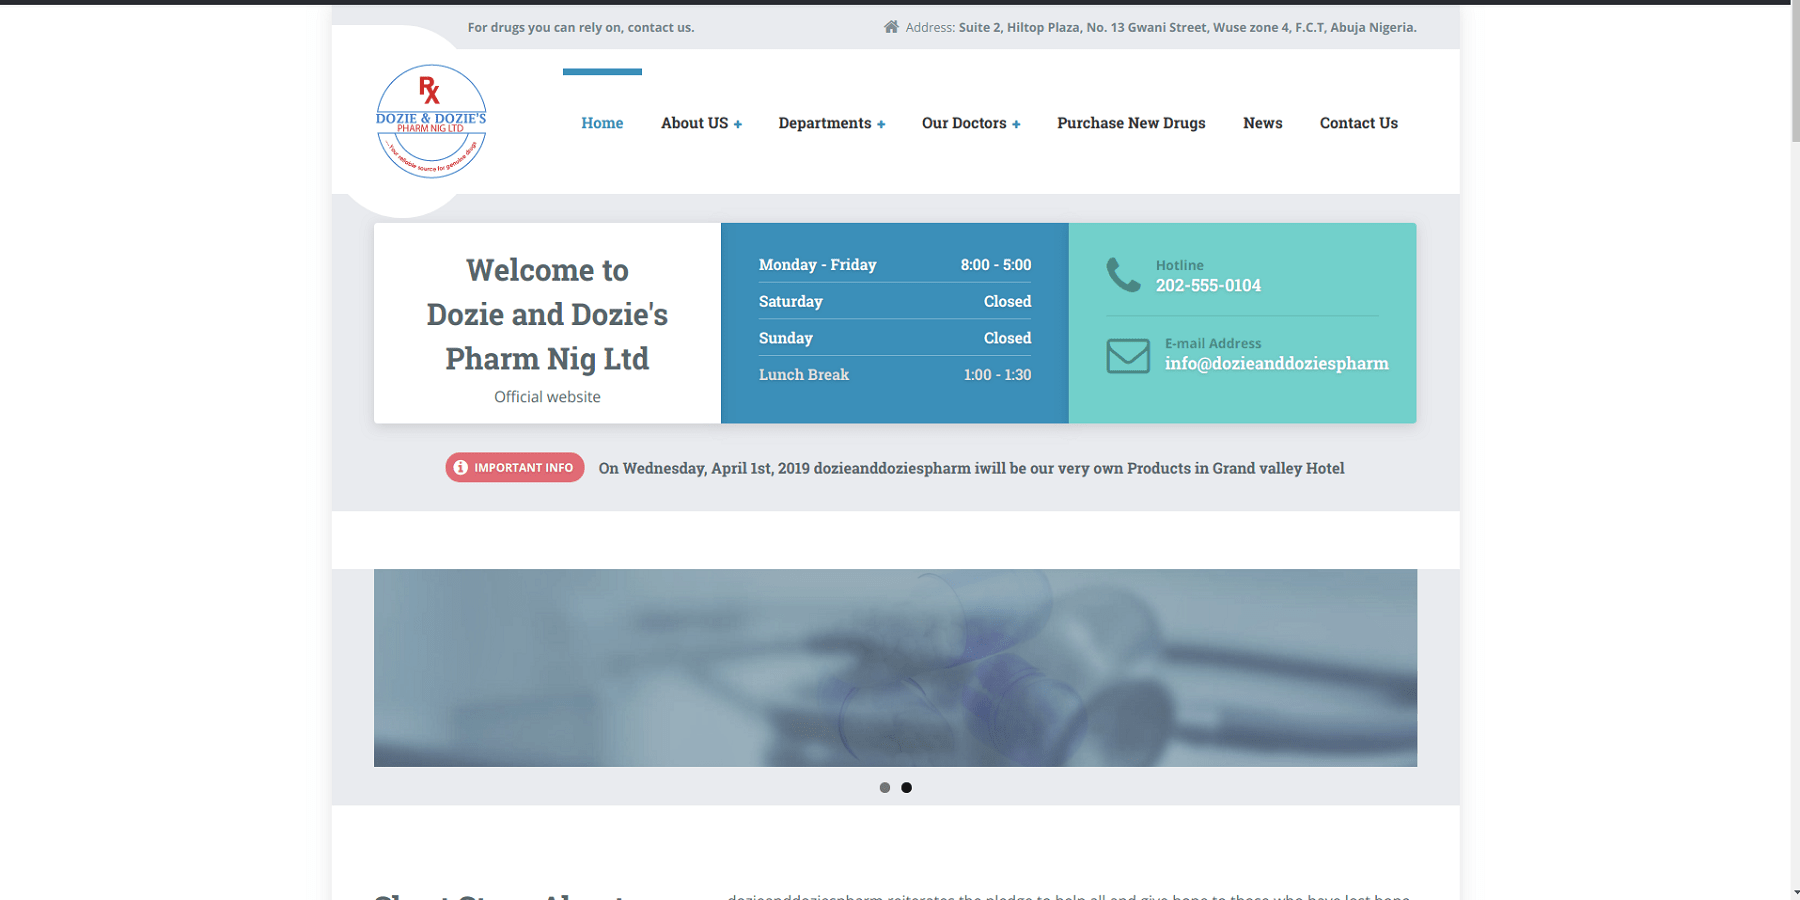 For drugs you can rely on, contact us.
Address: Suite 2, Hiltop Plaza, No. 13 Gwani Street, Wuse zone 4, F.C.T, Abuja Nigeria.
RX
DOZIE & DOZIE'S
PHARM NIG LTD
...Your reliable source for genuine drugs
Home
About US +
Departments +
Our Doctors +
Purchase New Drugs
News
Contact Us
Welcome to
Dozie and Dozie's
Pharm Nig Ltd
Official website
Monday - Friday 8:00 - 5:00
Saturday Closed
Sunday Closed
Lunch Break 1:00 - 1:30
Hotline
202-555-0104
E-mail Address
info@dozieanddoziespharm
IMPORTANT INFO
On Wednesday, April 1st, 2019 dozieanddoziespharm iwill be our very own Products in Grand valley Hotel
Short Story About
dozieanddoziespharm reiterates the pledge to help all and give hope to those who have lost hope